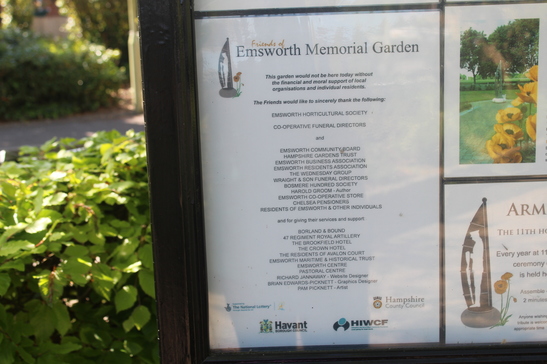 Friends of
Emsworth Memorial Garden
This garden would not be here today without
the financial and moral support of local
organisations and individual residents.
The Friends would like to sincerely thank the following:
EMSWORTH HORTICULTURAL SOCIETY
CO-OPERATIVE FUNERAL DIRECTORS
and
EMSWORTH COMMUNITY BOARD
HAMPSHIRE GARDENS TRUST
EMSWORTH BUSINESS ASSOCIATION
EMSWORTH RESIDENTS ASSOCIATION
THE WEDNESDAY GROUP
WRAIGHT & SON FUNERAL DIRECTORS
BOSMERE HUNDRED SOCIETY
HAROLD GROOM - Author
EMSWORTH CO-OPERATIVE STORE
CHELSEA PENSIONERS
RESIDENTS OF EMSWORTH & OTHER INDIVIDUALS
and for giving their services and support
BORLAND & BOUND
47 REGIMENT ROYAL ARTILLERY
THE BROOKFIELD HOTEL
THE CROWN HOTEL
THE RESIDENTS OF AVALON COURT
EMSWORTH MARITIME & HISTORICAL TRUST
EMSWORTH CENTRE
PASTORAL CENTRE
RICHARD JANNAWAY - Website Designer
BRIAN EDWARDS-PICKNETT - Graphics Designer
PAM PICKNETT - Artist
Hampshire
County Council
Havant
HIWCF
ARM
THE 11TH HO
Every year at 11
ceremony
is held h
Assemble
2 minute